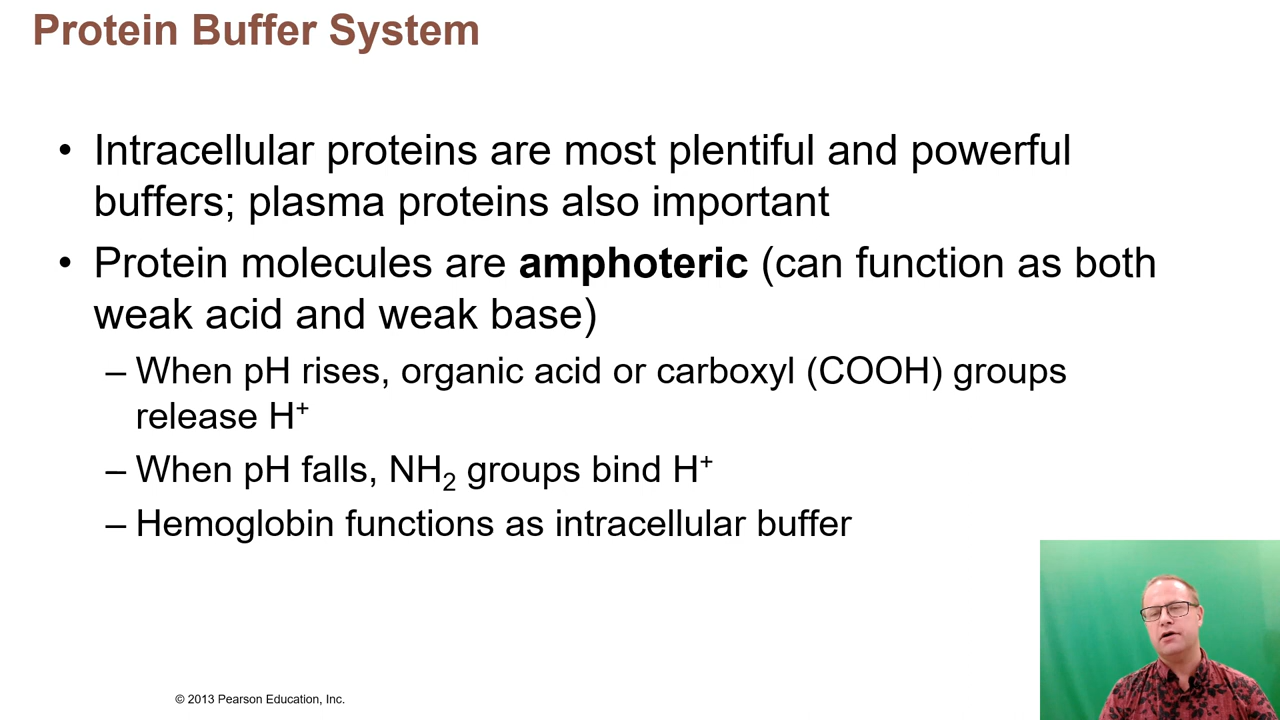 Protein Buffer System
• Intracellular proteins are most plentiful and powerful
buffers; plasma proteins also important
• Protein molecules are amphoteric (can function as both
weak acid and weak base)
– When pH rises, organic acid or carboxyl (COOH) groups
release H⁺
– When pH falls, NH₂ groups bind H⁺
– Hemoglobin functions as intracellular buffer
© 2013 Pearson Education, Inc.